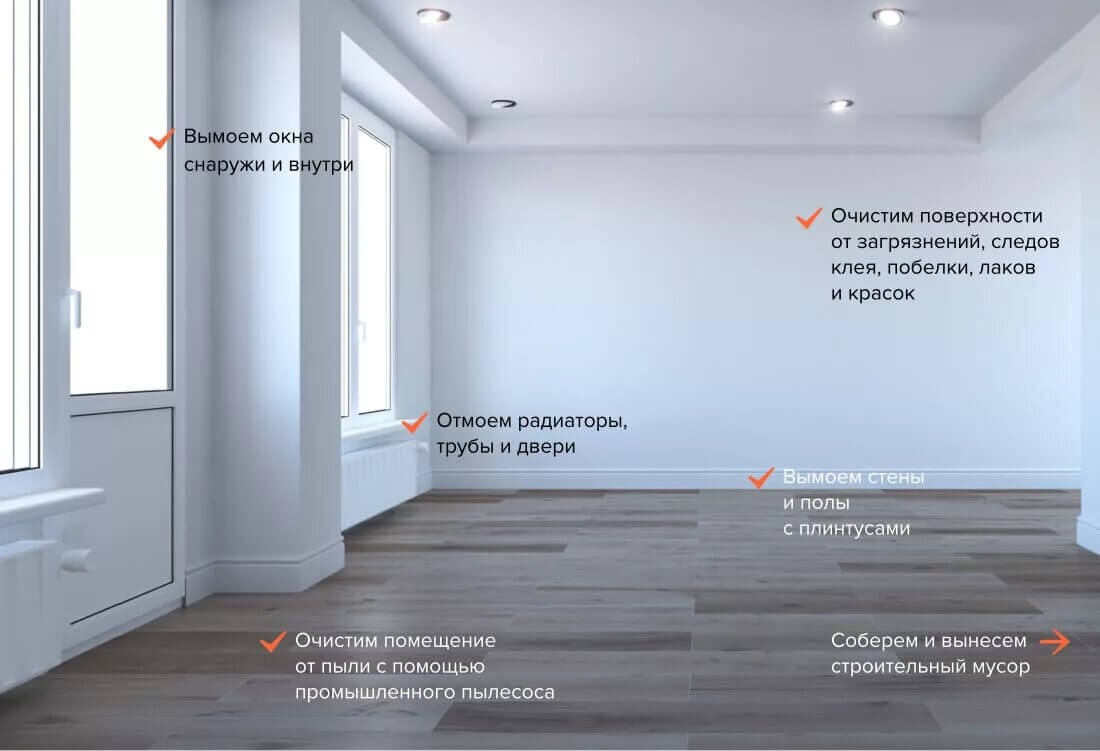 Вымоем окна
снаружи и внутри
Очистим поверхности
от загрязнений, следов
клея, побелки, лаков
и красок
Отмоем радиаторы,
трубы и двери
Вымоем стены
и полы
с плинтусами
Очистим помещение
от пыли с помощью
промышленного пылесоса
Соберем и вынесем
строительный мусор